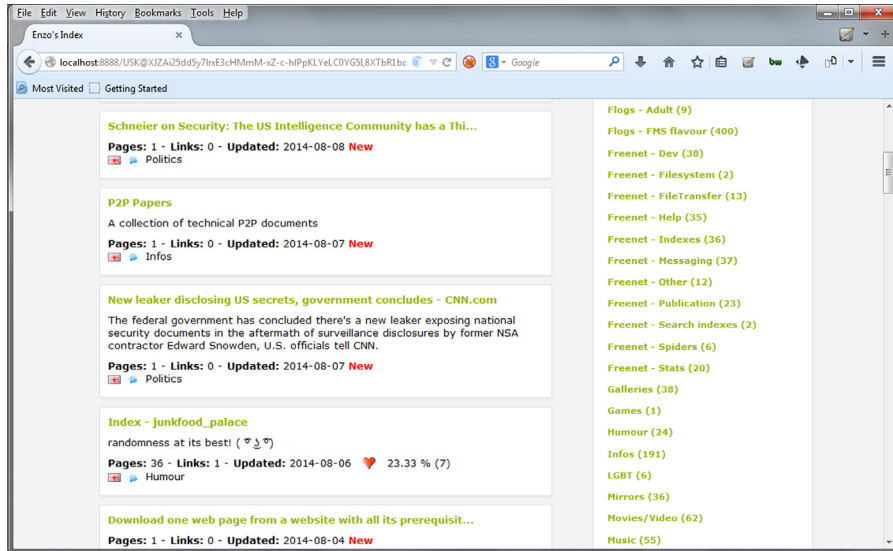 File Edit View History Bookmarks Tools Help
Enzo's Index
Google
Most Visited Getting Started
Schneier on Security: The US Intelligence Community has a Thi...
Pages: 1 - Links: 0 - Updated: 2014-08-08 New
Politics
P2P Papers
A collection of technical P2P documents
Pages: 1 - Links: 0 - Updated: 2014-08-07 New
Infos
New leaker disclosing US secrets, government concludes - CNN.com
The federal government has concluded there's a new leaker exposing national
security documents in the aftermath of surveillance disclosures by former NSA
contractor Edward Snowden, U.S. officials tell CNN.
Pages: 1 - Links: 0 - Updated: 2014-08-07 New
Politics
Index - junkfood_palace
randomness at its best! ( ͡° ͜ʖ ͡°)
Pages: 36 - Links: 1 - Updated: 2014-08-06 23.33 % (7)
Humour
Download one web page from a website with all its prerequisit...
Pages: 1 - Links: 0 - Updated: 2014-08-04 New
Flogs - Adult (9)
Flogs - FMS flavour (400)
Freenet - Dev (38)
Freenet - Filesystem (2)
Freenet - FileTransfer (13)
Freenet - Help (35)
Freenet - Indexes (36)
Freenet - Messaging (37)
Freenet - Other (12)
Freenet - Publication (23)
Freenet - Search indexes (2)
Freenet - Spiders (6)
Freenet - Stats (20)
Galleries (38)
Games (1)
Humour (24)
Infos (191)
LGBT (6)
Mirrors (36)
Movies/Video (62)
Music (55)